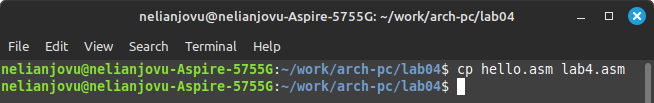 nelianjovu@nelianjovu-Aspire-5755G: ~/work/arch-pc/lab04
File Edit View Search Terminal Help
nelianjovu@nelianjovu-Aspire-5755G:~/work/arch-pc/lab04$ cp hello.asm lab4.asm
nelianjovu@nelianjovu-Aspire-5755G:~/work/arch-pc/lab04$